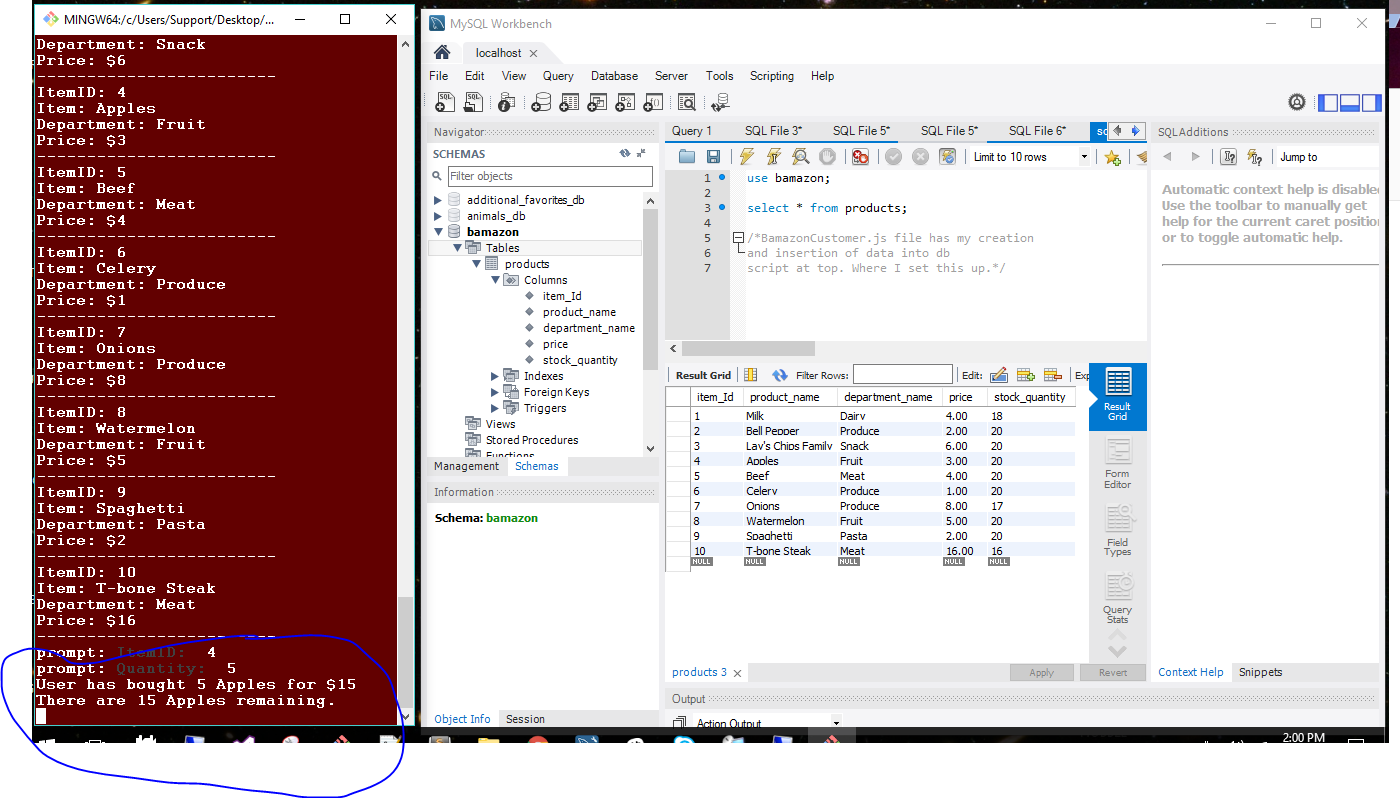 MINGW64:/c/Users/Support/Desktop/...
Department: Snack
Price: $6
-------------------------
ItemID: 4
Item: Apples
Department: Fruit
Price: $3
-------------------------
ItemID: 5
Item: Beef
Department: Meat
Price: $4
-------------------------
ItemID: 6
Item: Celery
Department: Produce
Price: $1
-------------------------
ItemID: 7
Item: Onions
Department: Produce
Price: $8
-------------------------
ItemID: 8
Item: Watermelon
Department: Fruit
Price: $5
-------------------------
ItemID: 9
Item: Spaghetti
Department: Pasta
Price: $2
-------------------------
ItemID: 10
Item: T-bone Steak
Department: Meat
Price: $16
-------------------------
prompt: ItemID: 4
prompt: Quantity: 5
User has bought 5 Apples for $15
There are 15 Apples remaining.
MySQL Workbench
localhost
File Edit View Query Database Server Tools Scripting Help
Navigator
SCHEMAS
Filter objects
additional_favorites_db
animals_db
bamazon
Tables
products
Columns
item_Id
product_name
department_name
price
stock_quantity
Indexes
Foreign Keys
Triggers
Views
Stored Procedures
Functions
Management Schemas
Information
Schema: bamazon
Object Info Session
Query 1 SQL File 3* SQL File 5* SQL File 5* SQL File 6*
Limit to 10 rows
1 use bamazon;
2
3 select * from products;
4
5 /*BamazonCustomer.js file has my creation
6 and insertion of data into db
7 script at top. Where I set this up.*/
Result Grid Filter Rows: Edit:
item_Id product_name department_name price stock_quantity
1 Milk Dairy 4.00 18
2 Bell Pepper Produce 2.00 20
3 Lay's Chips Family Snack 6.00 20
4 Apples Fruit 3.00 20
5 Beef Meat 4.00 20
6 Celery Produce 1.00 20
7 Onions Produce 8.00 17
8 Watermelon Fruit 5.00 20
9 Spaghetti Pasta 2.00 20
10 T-bone Steak Meat 16.00 16
NULL NULL NULL NULL NULL
Result Grid
Form Editor
Field Types
Query Stats
products 3
Apply Revert
Output
Action Output
SQLAdditions
Jump to
Automatic context help is disabled
Use the toolbar to manually get
help for the current caret position
or to toggle automatic help.
Context Help Snippets
2:00 PM